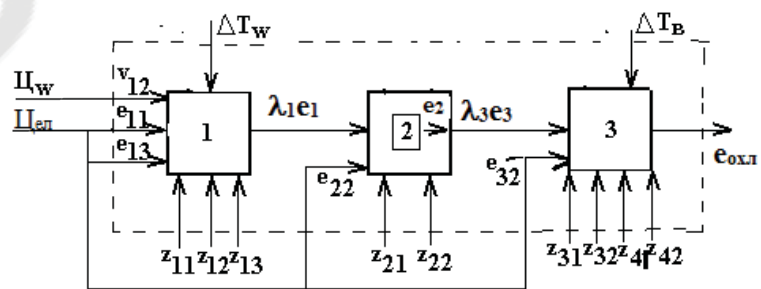 ΔT_W ΔT_B
Ц_W v_12
Ц_ел e_11
e_13
1
λ_1e_1
2 e_2
e_22
λ_3e_3
3
e_32
e_охл
z_11 z_12 z_13 z_21 z_22 z_31 z_32 z_41 z_42